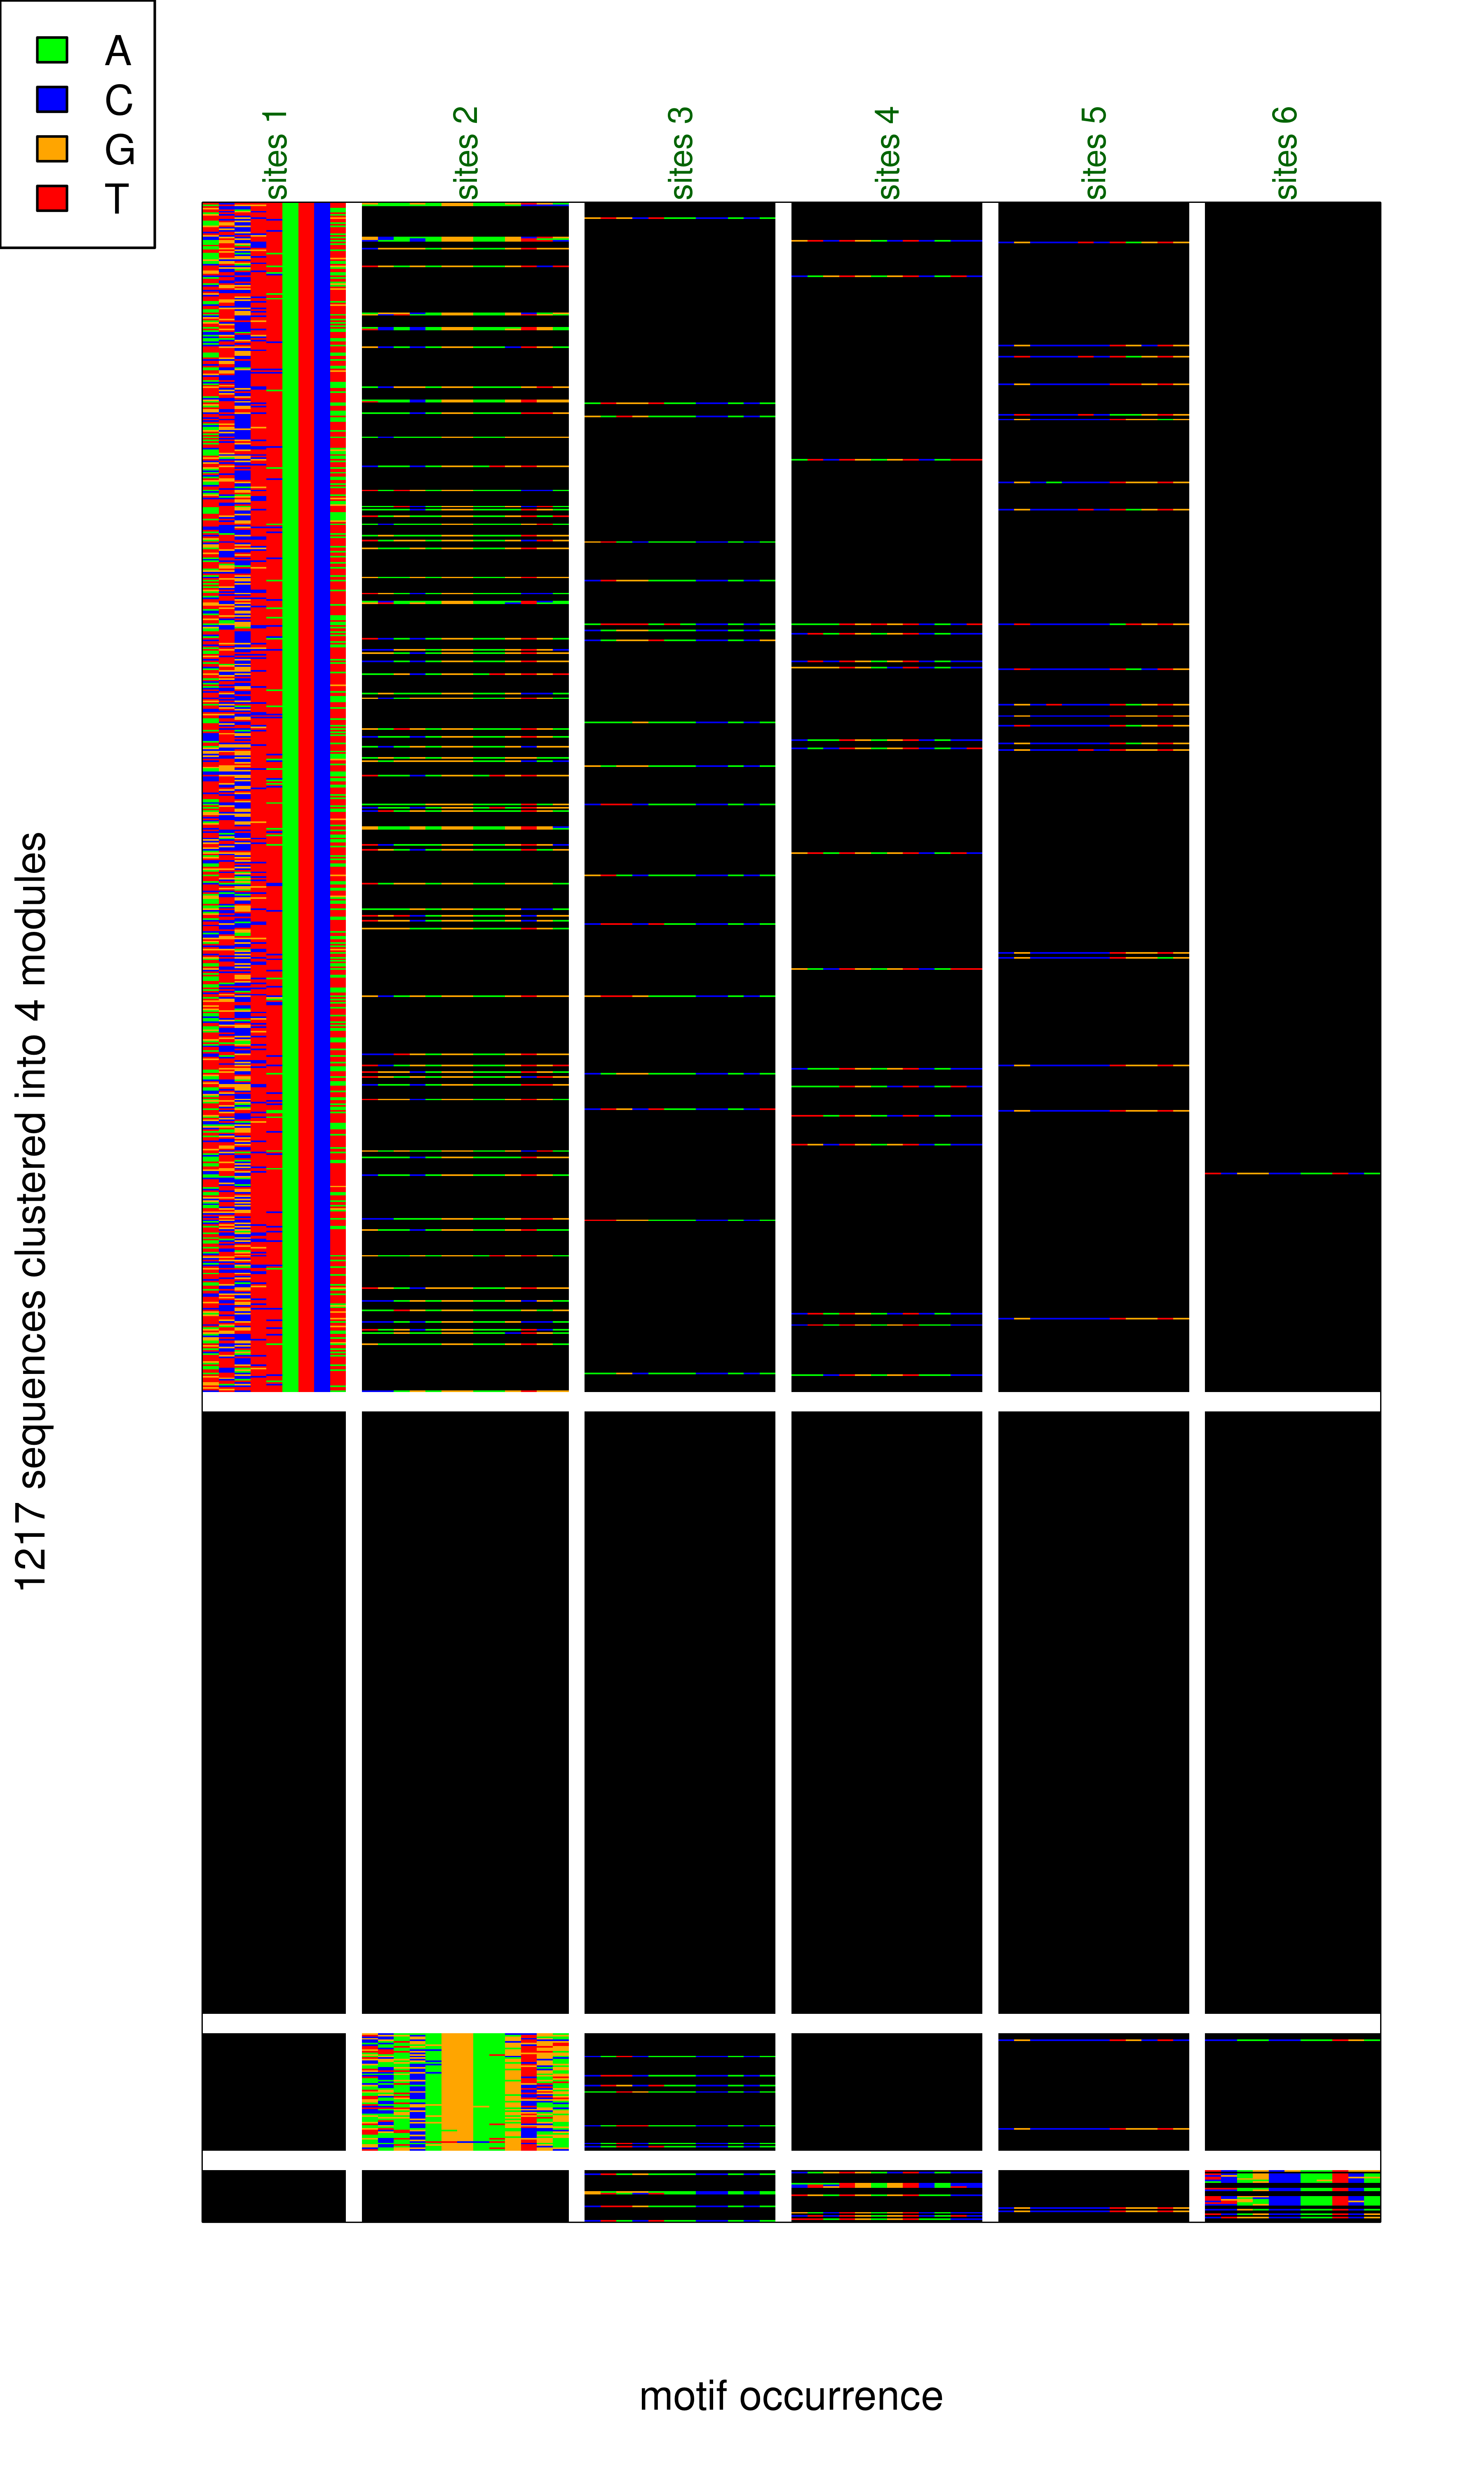 A
C
G
T
sites 1
sites 2
sites 3
sites 4
sites 5
sites 6
1217 sequences clustered into 4 modules
motif occurrence